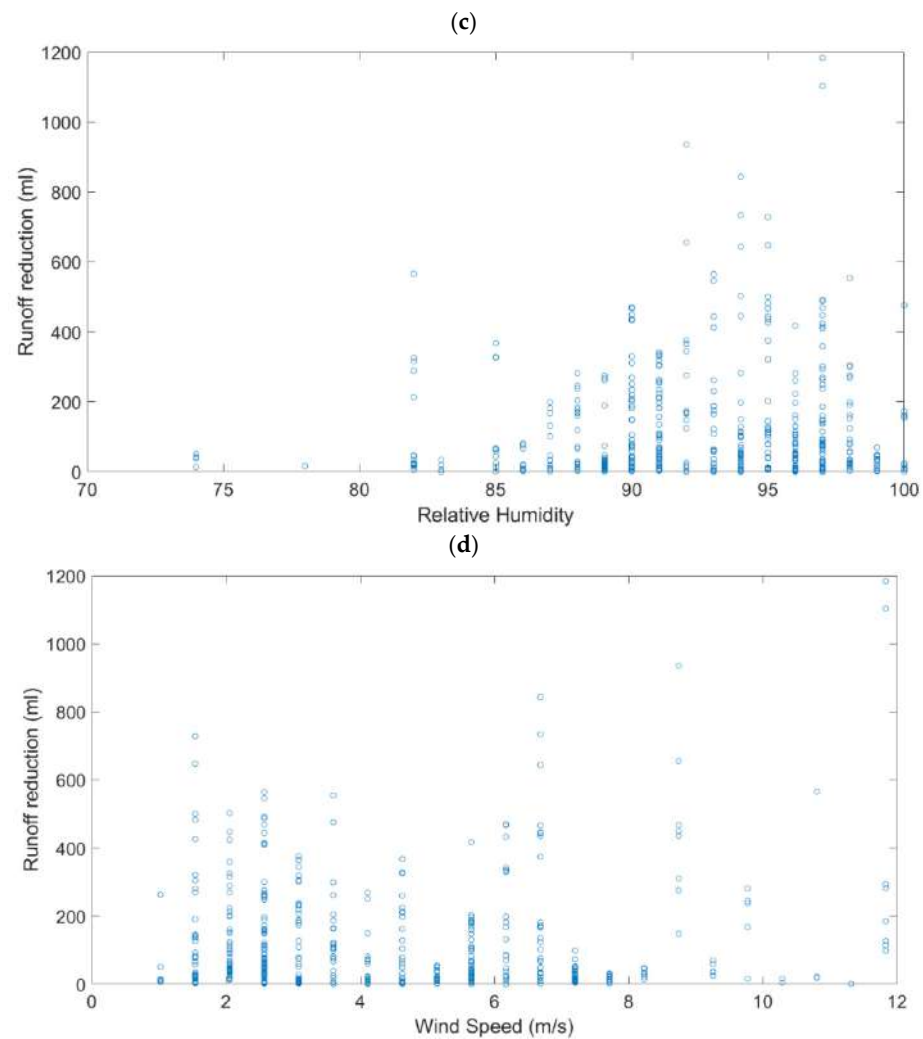 (c)
1200
1000
800
600
400
200
0
Runoff reduction (ml)
70 75 80 85 90 95 100
Relative Humidity
(d)
1200
1000
800
600
400
200
0
Runoff reduction (ml)
0 2 4 6 8 10 12
Wind Speed (m/s)